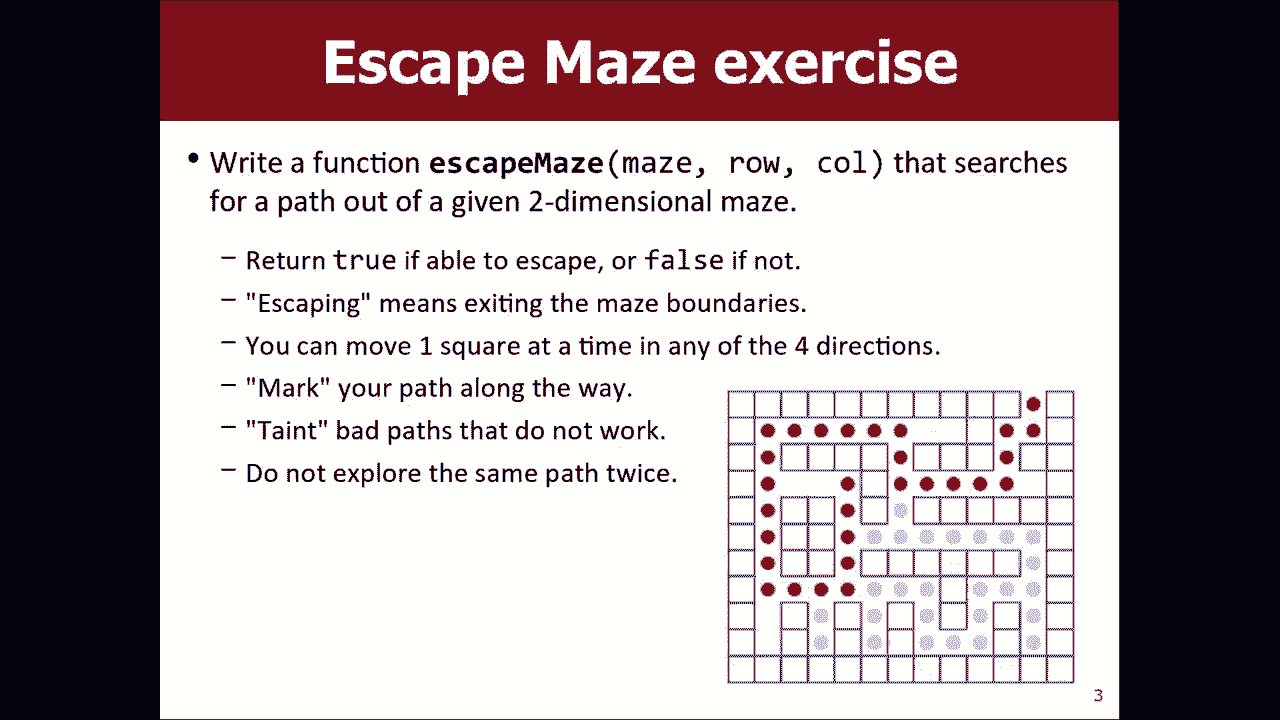 Escape Maze exercise
• Write a function escapeMaze(maze, row, col) that searches
for a path out of a given 2-dimensional maze.
– Return true if able to escape, or false if not.
– "Escaping" means exiting the maze boundaries.
– You can move 1 square at a time in any of the 4 directions.
– "Mark" your path along the way.
– "Taint" bad paths that do not work.
– Do not explore the same path twice.
3